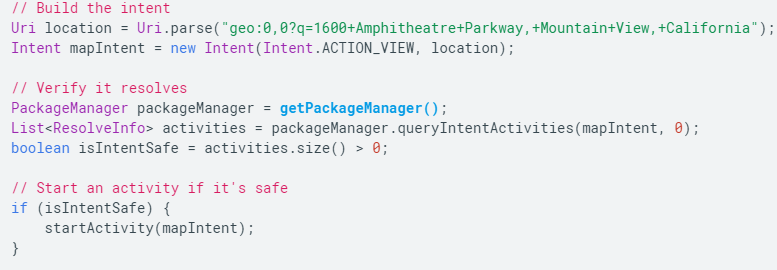 // Build the intent
Uri location = Uri.parse("geo:0,0?q=1600+Amphitheatre+Parkway,+Mountain+View,+California");
Intent mapIntent = new Intent(Intent.ACTION_VIEW, location);

// Verify it resolves
PackageManager packageManager = getPackageManager();
List<ResolveInfo> activities = packageManager.queryIntentActivities(mapIntent, 0);
boolean isIntentSafe = activities.size() > 0;

// Start an activity if it's safe
if (isIntentSafe) {
    startActivity(mapIntent);
}